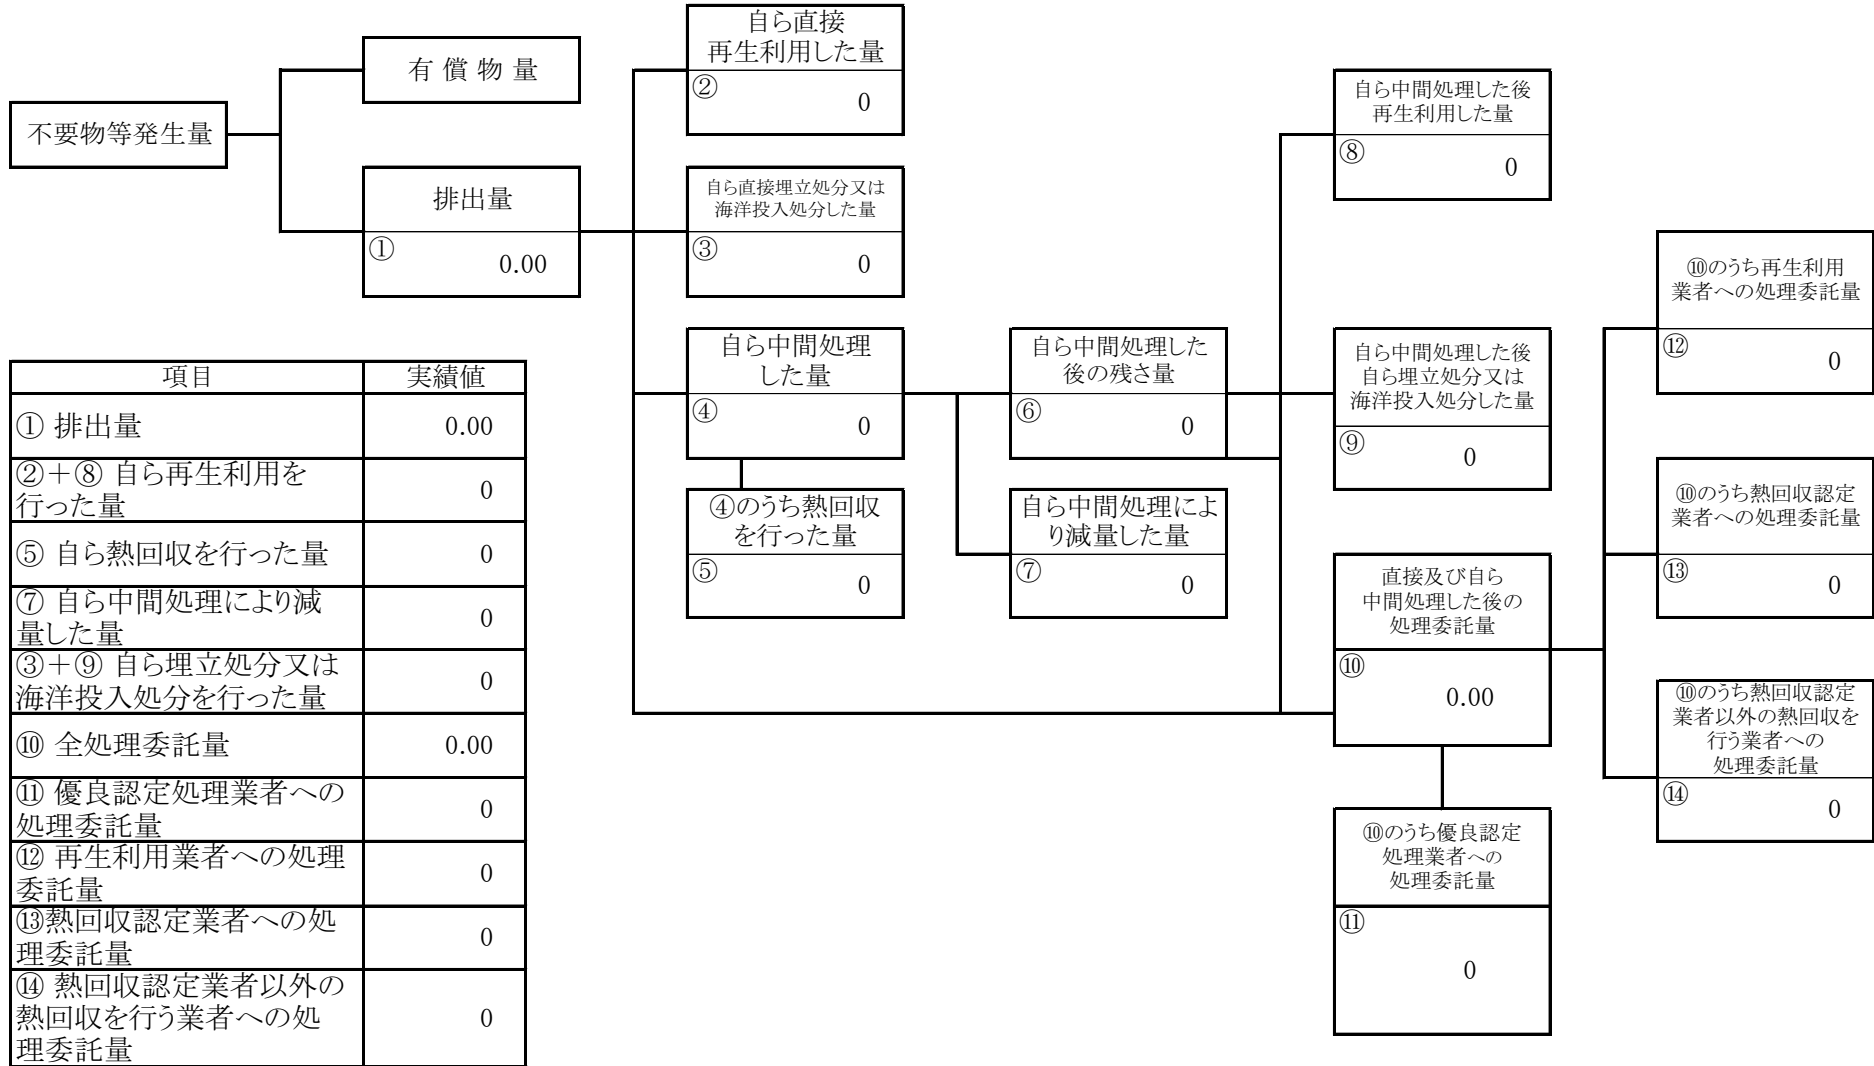 不要物等発生量
有 償 物 量
排出量
①
0.00
自ら直接
再生利用した量
②
0
自ら直接埋立処分又は
海洋投入処分した量
③
0
自ら中間処理
した量
④
0
④のうち熱回収
を行った量
⑤
0
自ら中間処理した
後の残さ量
⑥
0
自ら中間処理によ
り減量した量
⑦
0
自ら中間処理した後
再生利用した量
⑧
0
自ら中間処理した後
自ら埋立処分又は
海洋投入処分した量
⑨
0
直接及び自ら
中間処理した後の
処理委託量
⑩
0.00
⑩のうち優良認定
処理業者への
処理委託量
⑪
0
⑩のうち再生利用
業者への処理委託量
⑫
0
⑩のうち熱回収認定
業者への処理委託量
⑬
0
⑩のうち熱回収認定
業者以外の熱回収を
行う業者への
処理委託量
⑭
0
項目 実績値
① 排出量 0.00
②＋⑧ 自ら再生利用を
行った量 0
⑤ 自ら熱回収を行った量 0
⑦ 自ら中間処理により減
量した量 0
③＋⑨ 自ら埋立処分又は
海洋投入処分を行った量 0
⑩ 全処理委託量 0.00
⑪ 優良認定処理業者への
処理委託量 0
⑫ 再生利用業者への処理
委託量 0
⑬熱回収認定業者への処
理委託量 0
⑭ 熱回収認定業者以外の
熱回収を行う業者への処 0
理委託量